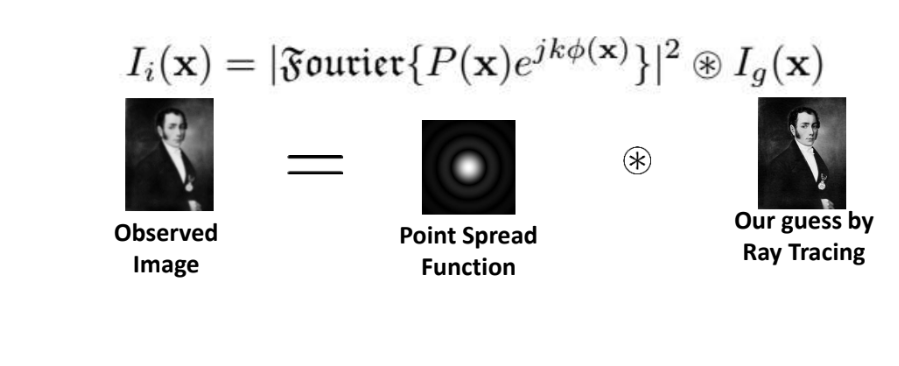 I_i(𝐱) = |𝔉𝔬𝔲𝔯𝔦𝔢𝔯{P(𝐱)e^{jkϕ(𝐱)}}|² ⊛ I_g(𝐱)
= ⊛
Observed
Image
Point Spread
Function
Our guess by
Ray Tracing